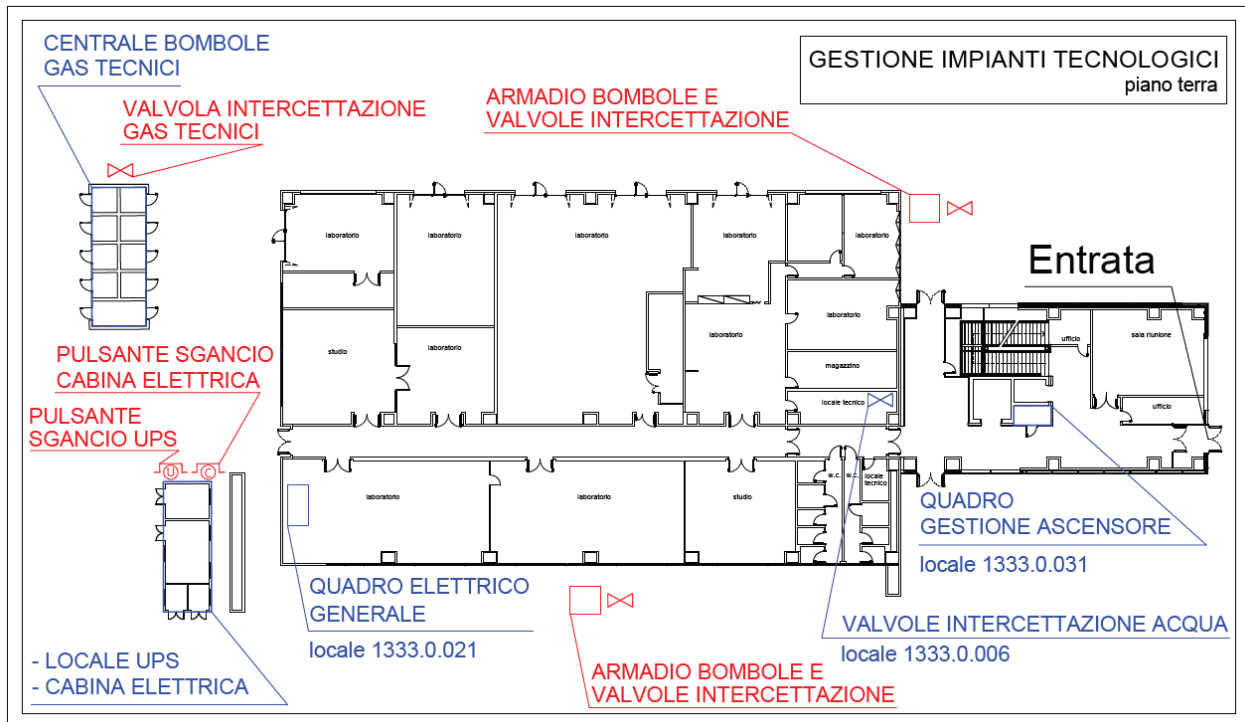 CENTRALE BOMBOLE
GAS TECNICI
VALVOLA INTERCETTAZIONE
GAS TECNICI
ARMADIO BOMBOLE E
VALVOLE INTERCETTAZIONE
GESTIONE IMPIANTI TECNOLOGICI
piano terra
laboratorio
laboratorio
laboratorio
laboratorio
laboratorio
Entrata
laboratorio
studio
laboratorio
laboratorio
ufficio
sala riunione
magazzino
locale tecnico
ufficio
PULSANTE SGANCIO
CABINA ELETTRICA
PULSANTE
SGANCIO UPS
U
C
laboratorio
laboratorio
studio
w.c.
w.c.
locale
tecnico
QUADRO
GESTIONE ASCENSORE
locale 1333.0.031
QUADRO ELETTRICO
GENERALE
locale 1333.0.021
VALVOLE INTERCETTAZIONE ACQUA
locale 1333.0.006
- LOCALE UPS
- CABINA ELETTRICA
ARMADIO BOMBOLE E
VALVOLE INTERCETTAZIONE